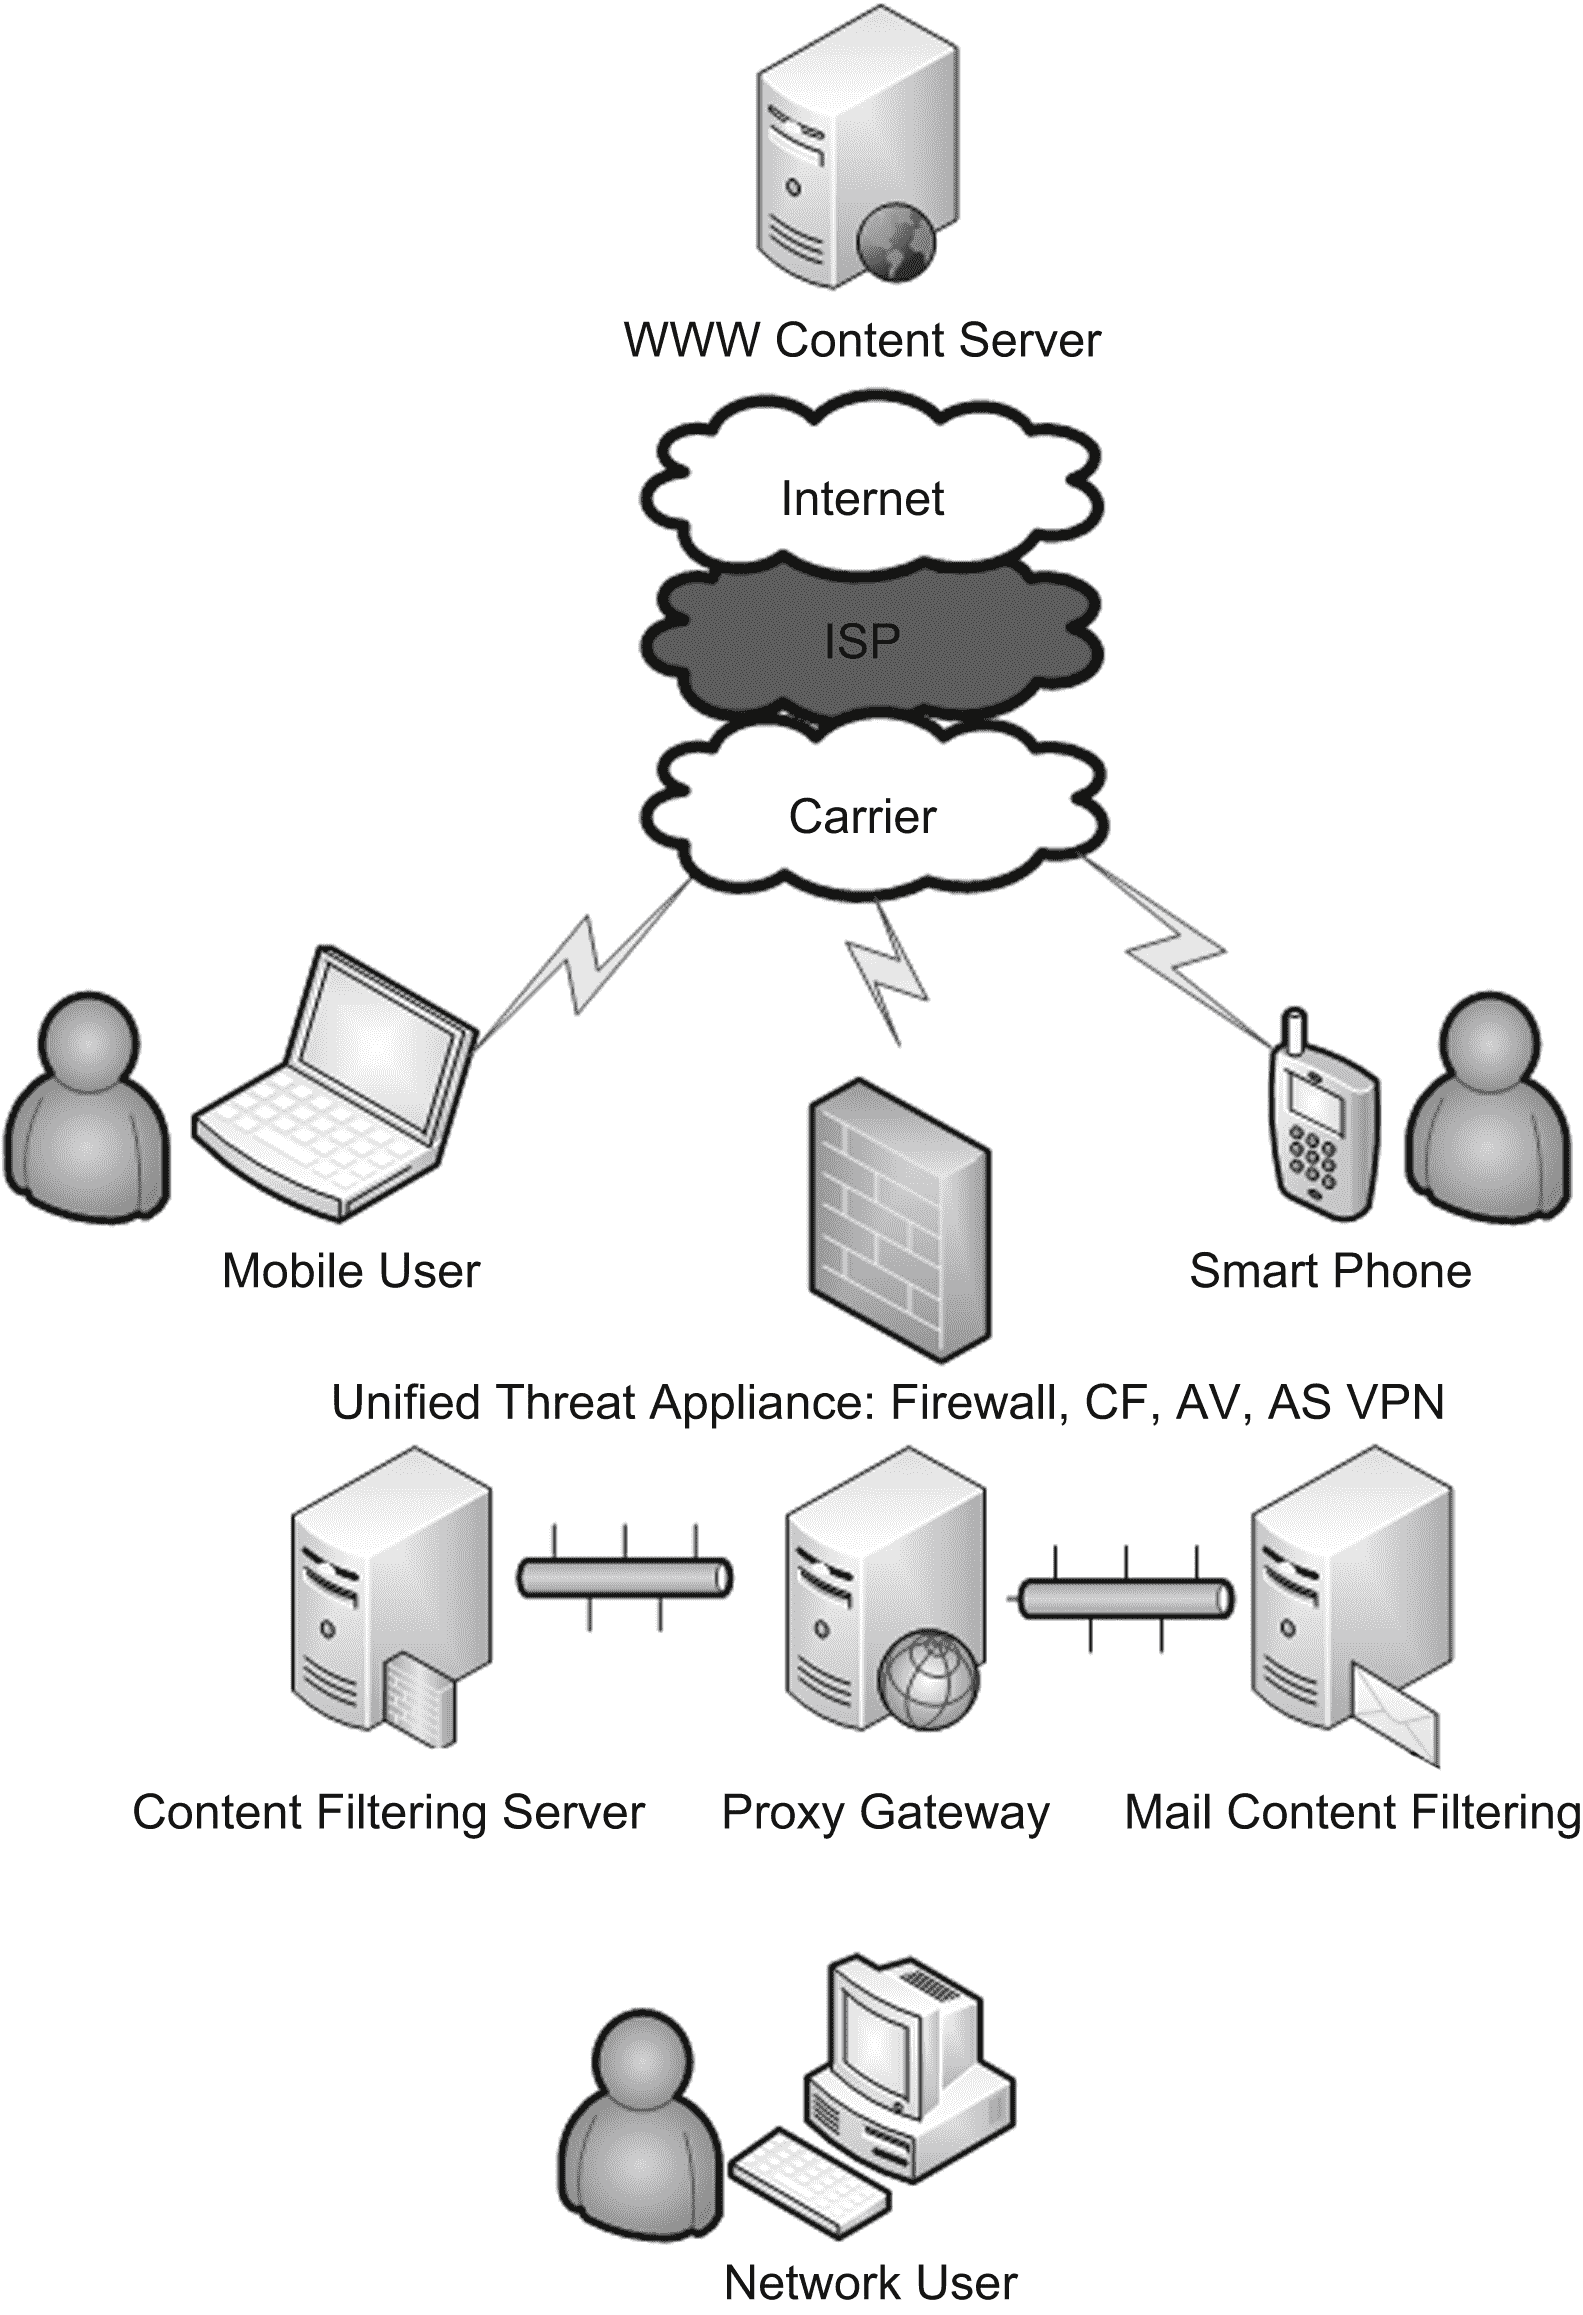 WWW Content Server
Internet
ISP
Carrier
Mobile User
Smart Phone
Unified Threat Appliance: Firewall, CF, AV, AS VPN
Content Filtering Server
Proxy Gateway
Mail Content Filtering
Network User